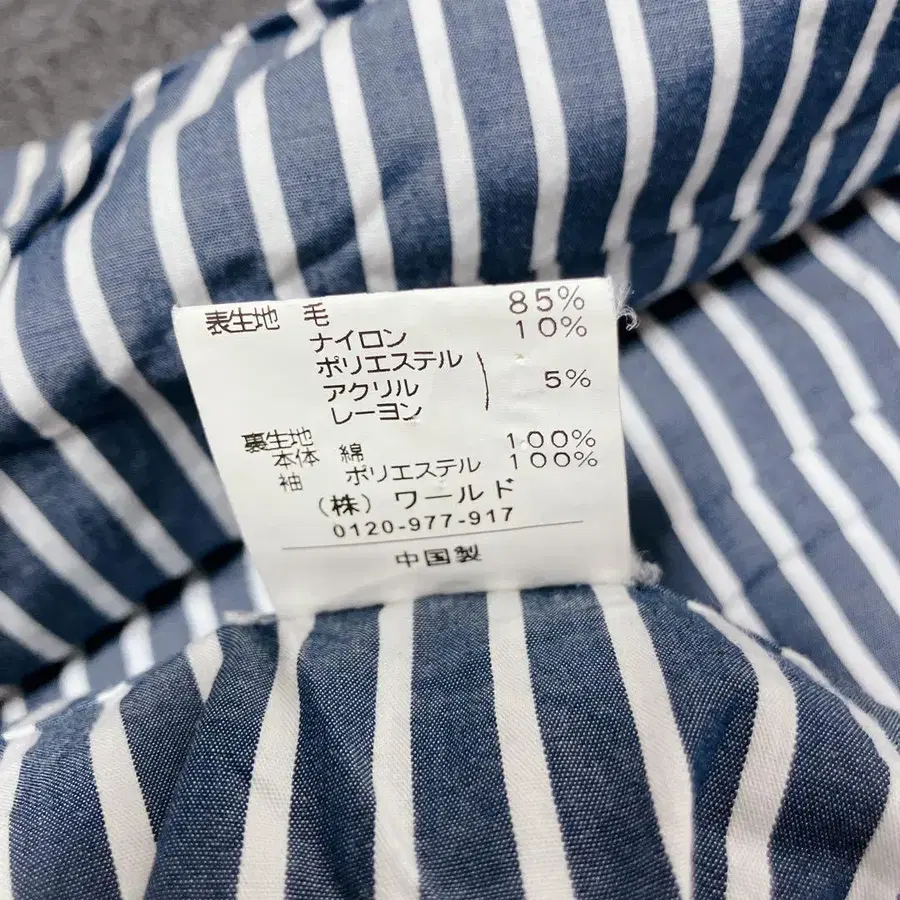 表生地 毛 85%
ナイロン 10%
ポリエステル
アクリル 5%
レーヨン
裏生地
本体 綿 100%
袖 ポリエステル 100%
(株) ワールド
0120-977-917
中国製